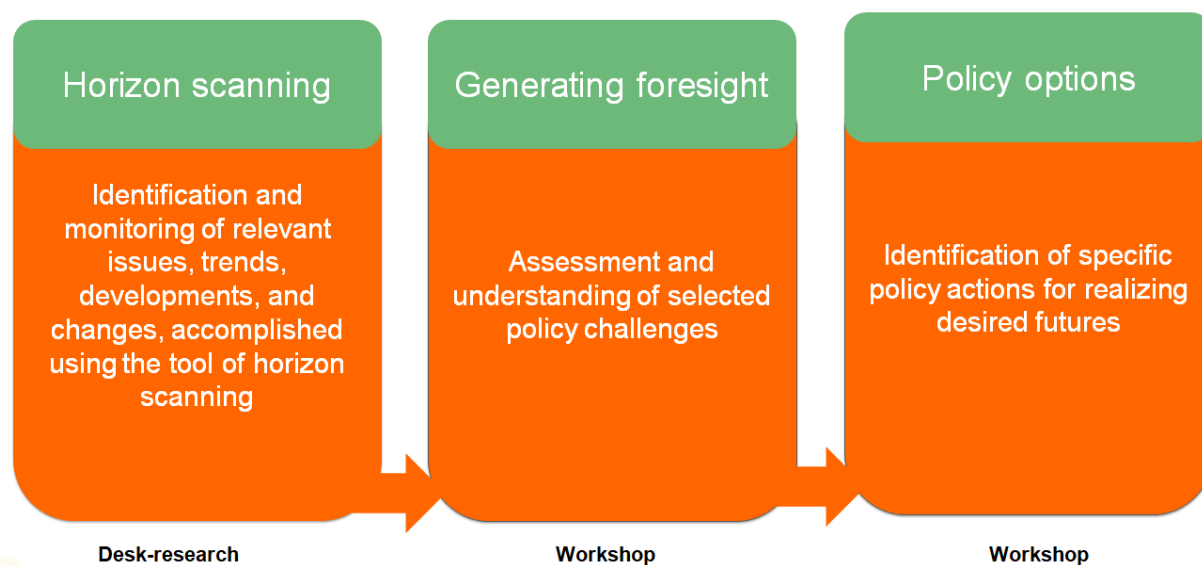 Horizon scanning
Identification and
monitoring of relevant
issues, trends,
developments, and
changes, accomplished
using the tool of horizon
scanning
Desk-research
Generating foresight
Assessment and
understanding of selected
policy challenges
Workshop
Policy options
Identification of specific
policy actions for realizing
desired futures
Workshop